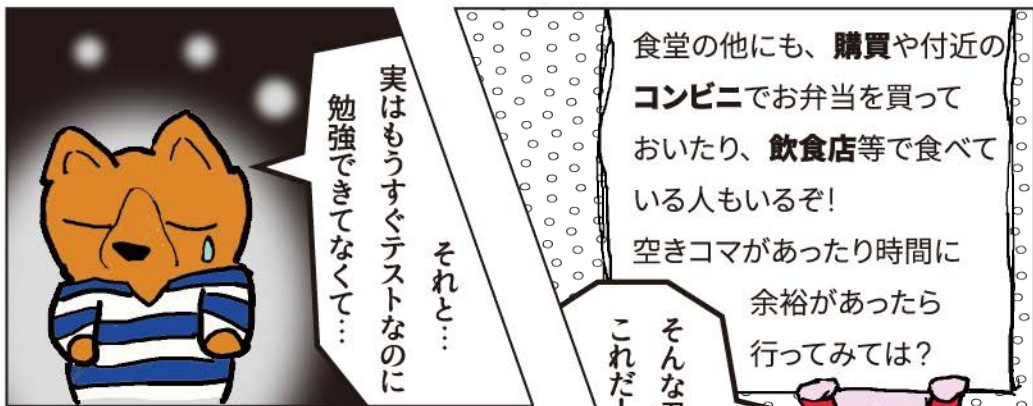 食堂の他にも、購買や付近の
コンビニでお弁当を買って
おいたり、飲食店等で食べて
いる人もいるぞ!
空きコマがあったり時間に
余裕があったら
行ってみては?
そんな
これだ
それと…
実はもうすぐテストなのに
勉強できてなくて…